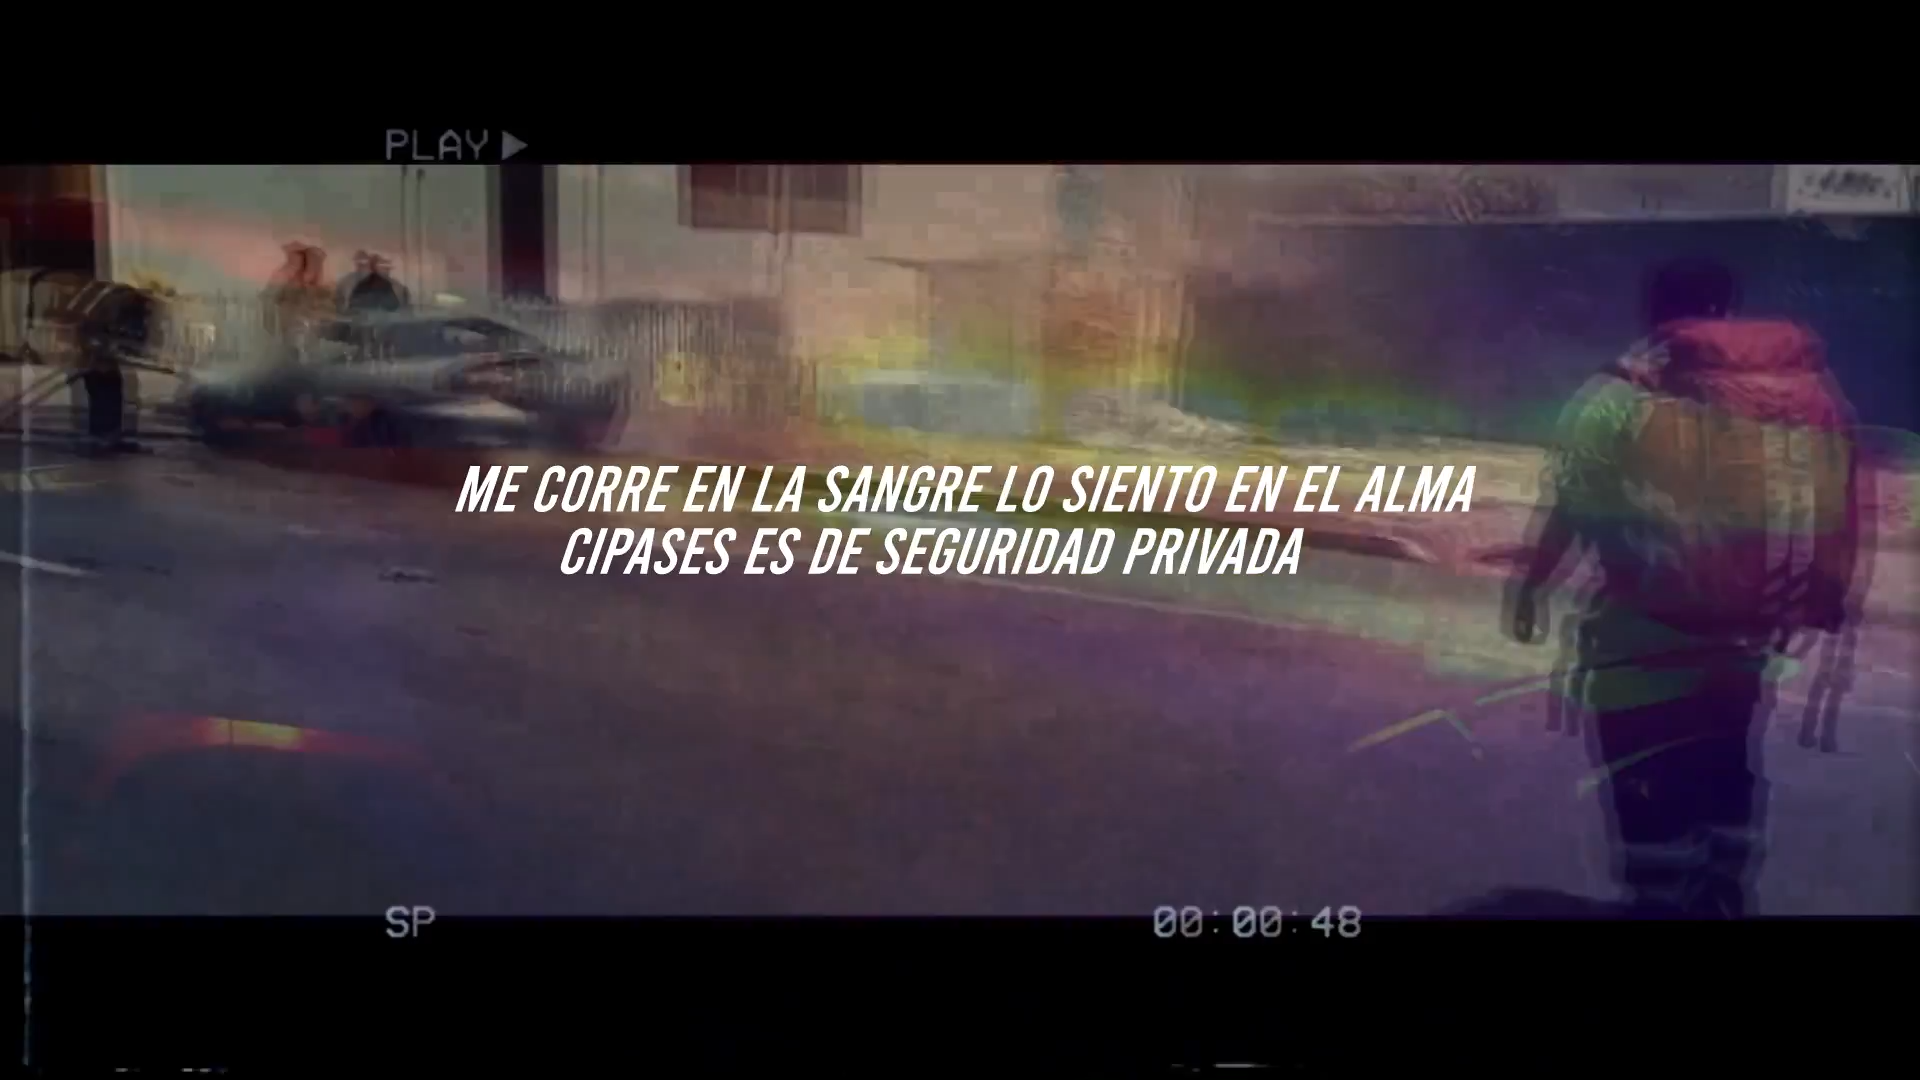 PLAY
ME CORRE EN LA SANGRE LO SIENTO EN EL ALMA
CIPASES ES DE SEGURIDAD PRIVADA
SP 00:00:48